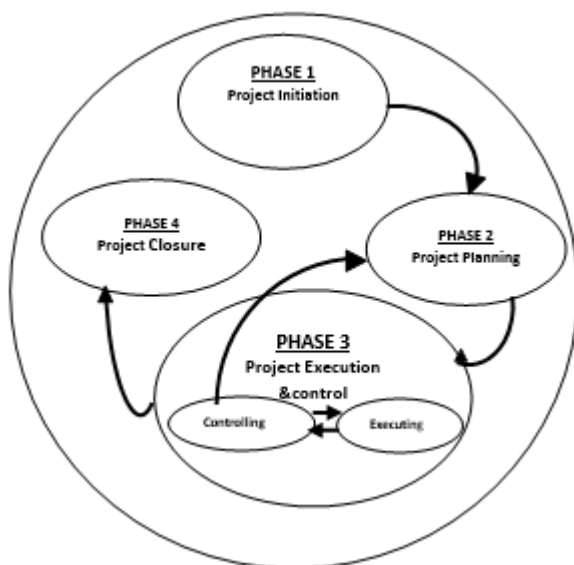 PHASE 1
Project Initiation
PHASE 4
Project Closure
PHASE 2
Project Planning
PHASE 3
Project Execution
&control
Controlling
Executing